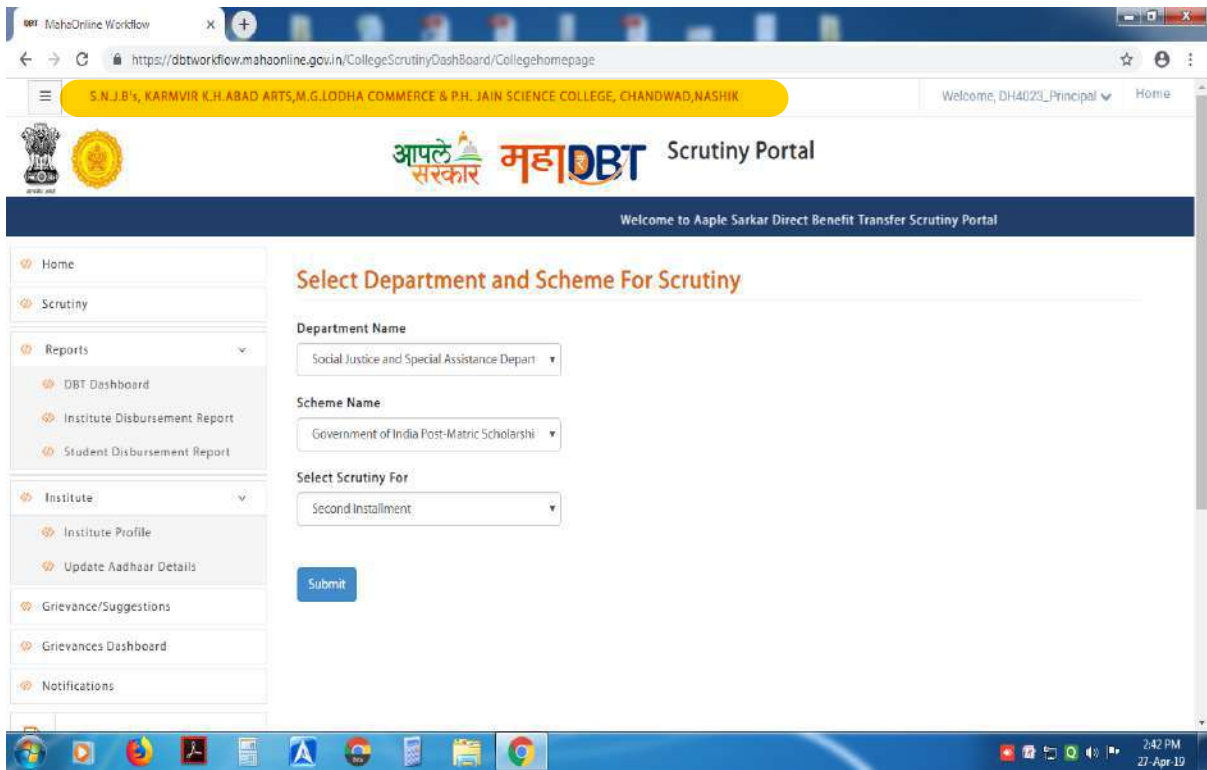 DBT MahaOnline Workflow
https://dbtworkflow.mahaonline.gov.in/CollegeScrutinyDashBoard/Collegehomepage
S.N.J.B's, KARMVIR K.H.ABAD ARTS,M.G.LODHA COMMERCE & P.H. JAIN SCIENCE COLLEGE, CHANDWAD,NASHIK
Welcome, DH4023_Principal
Home
आपले
सरकार
महाDBT
Scrutiny Portal
Welcome to Aaple Sarkar Direct Benefit Transfer Scrutiny Portal
Home
Scrutiny
Reports
DBT Dashboard
Institute Disbursement Report
Student Disbursement Report
Institute
Institute Profile
Update Aadhaar Details
Grievance/Suggestions
Grievances Dashboard
Notifications
Select Department and Scheme For Scrutiny
Department Name
Social Justice and Special Assistance Depart
Scheme Name
Government of India Post-Matric Scholarshi
Select Scrutiny For
Second Installment
Submit
2:42 PM
27-Apr-19